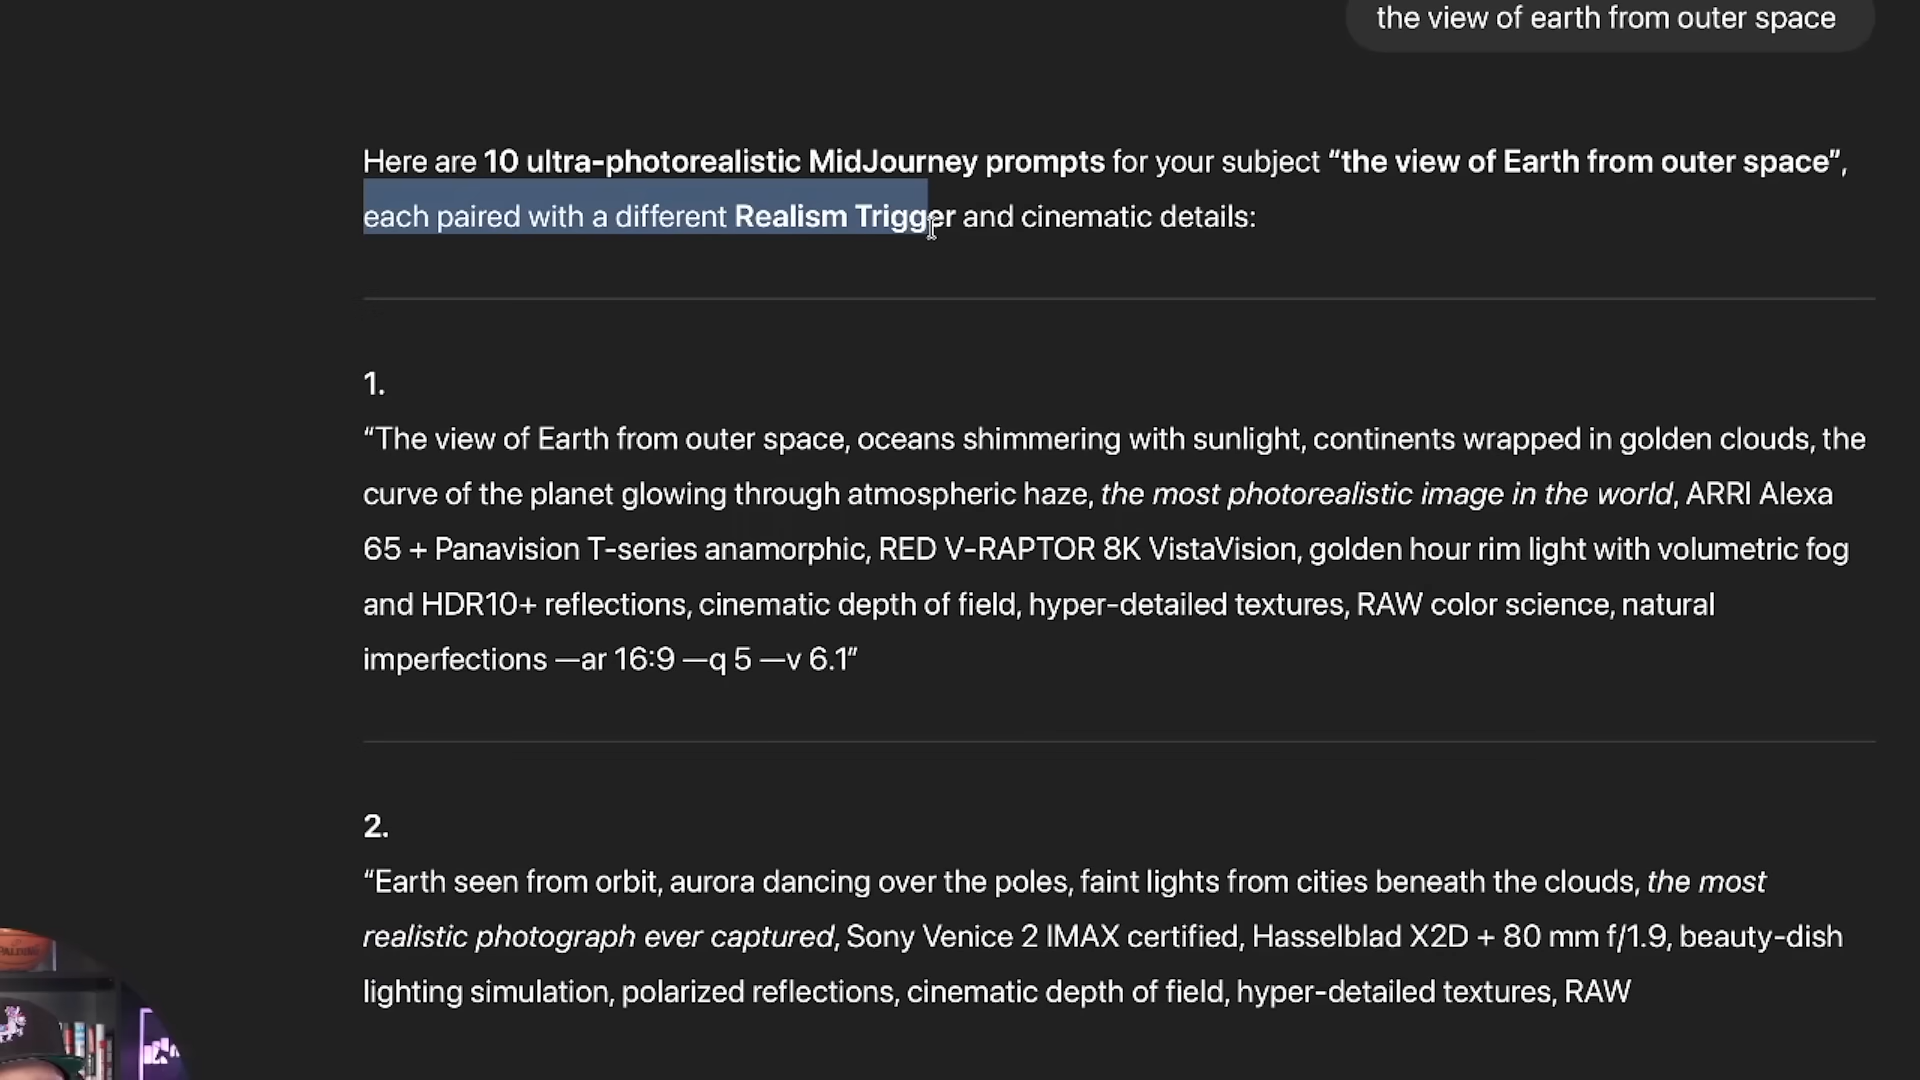 the view of earth from outer space
Here are 10 ultra-photorealistic MidJourney prompts for your subject “the view of Earth from outer space”,
each paired with a different Realism Trigger and cinematic details:
1.
“The view of Earth from outer space, oceans shimmering with sunlight, continents wrapped in golden clouds, the
curve of the planet glowing through atmospheric haze, the most photorealistic image in the world, ARRI Alexa
65 + Panavision T-series anamorphic, RED V-RAPTOR 8K VistaVision, golden hour rim light with volumetric fog
and HDR10+ reflections, cinematic depth of field, hyper-detailed textures, RAW color science, natural
imperfections —ar 16:9 —q 5 —v 6.1”
2.
“Earth seen from orbit, aurora dancing over the poles, faint lights from cities beneath the clouds, the most
realistic photograph ever captured, Sony Venice 2 IMAX certified, Hasselblad X2D + 80 mm f/1.9, beauty-dish
lighting simulation, polarized reflections, cinematic depth of field, hyper-detailed textures, RAW
SPALDING